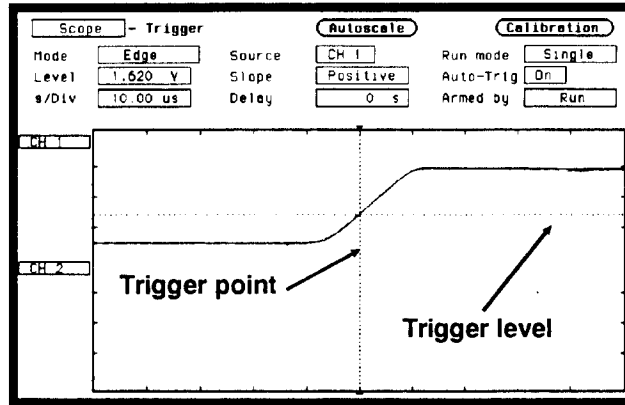 Scope - Trigger Autoscale Calibration
Mode Edge Source CH 1 Run mode Single
Level 1.620 V Slope Positive Auto-Trig On
s/Div 10.00 us Delay 0 s Armed by Run
CH 1
CH 2
Trigger point
Trigger level